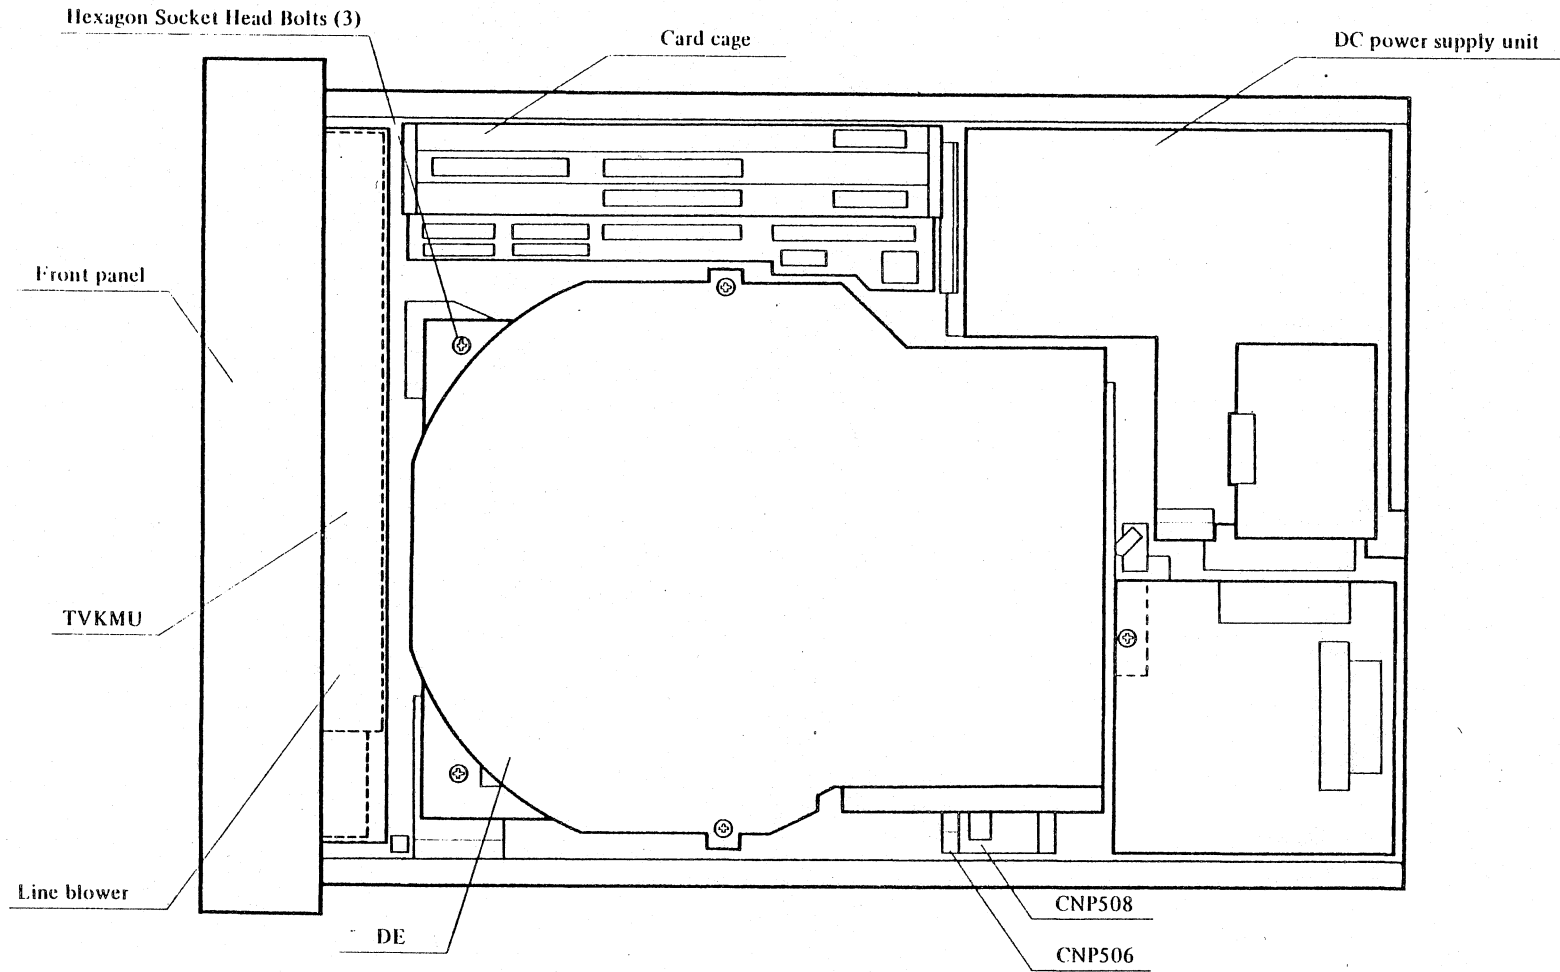 Hexagon Socket Head Bolts (3)
Card cage
DC power supply unit
Front panel
TVKMU
Line blower
DE
CNP508
CNP506